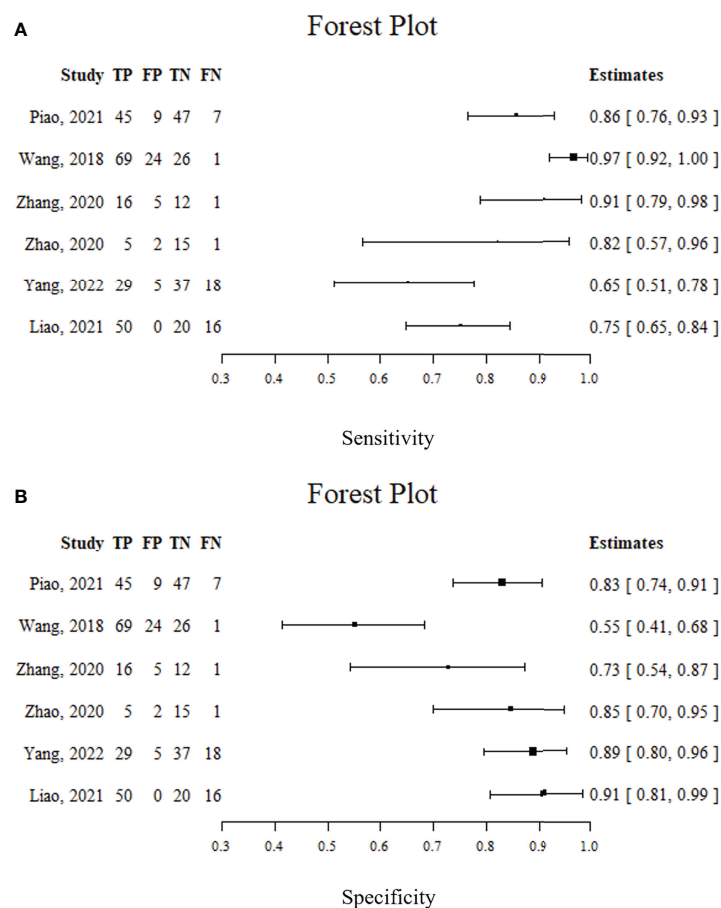 A
Forest Plot
Study TP FP TN FN Estimates
Piao, 2021 45 9 47 7 0.86 [ 0.76, 0.93 ]
Wang, 2018 69 24 26 1 0.97 [ 0.92, 1.00 ]
Zhang, 2020 16 5 12 1 0.91 [ 0.79, 0.98 ]
Zhao, 2020 5 2 15 1 0.82 [ 0.57, 0.96 ]
Yang, 2022 29 5 37 18 0.65 [ 0.51, 0.78 ]
Liao, 2021 50 0 20 16 0.75 [ 0.65, 0.84 ]
0.3 0.5 0.6 0.7 0.8 0.9 1.0
Sensitivity
B
Forest Plot
Study TP FP TN FN Estimates
Piao, 2021 45 9 47 7 0.83 [ 0.74, 0.91 ]
Wang, 2018 69 24 26 1 0.55 [ 0.41, 0.68 ]
Zhang, 2020 16 5 12 1 0.73 [ 0.54, 0.87 ]
Zhao, 2020 5 2 15 1 0.85 [ 0.70, 0.95 ]
Yang, 2022 29 5 37 18 0.89 [ 0.80, 0.96 ]
Liao, 2021 50 0 20 16 0.91 [ 0.81, 0.99 ]
0.3 0.5 0.6 0.7 0.8 0.9 1.0
Specificity